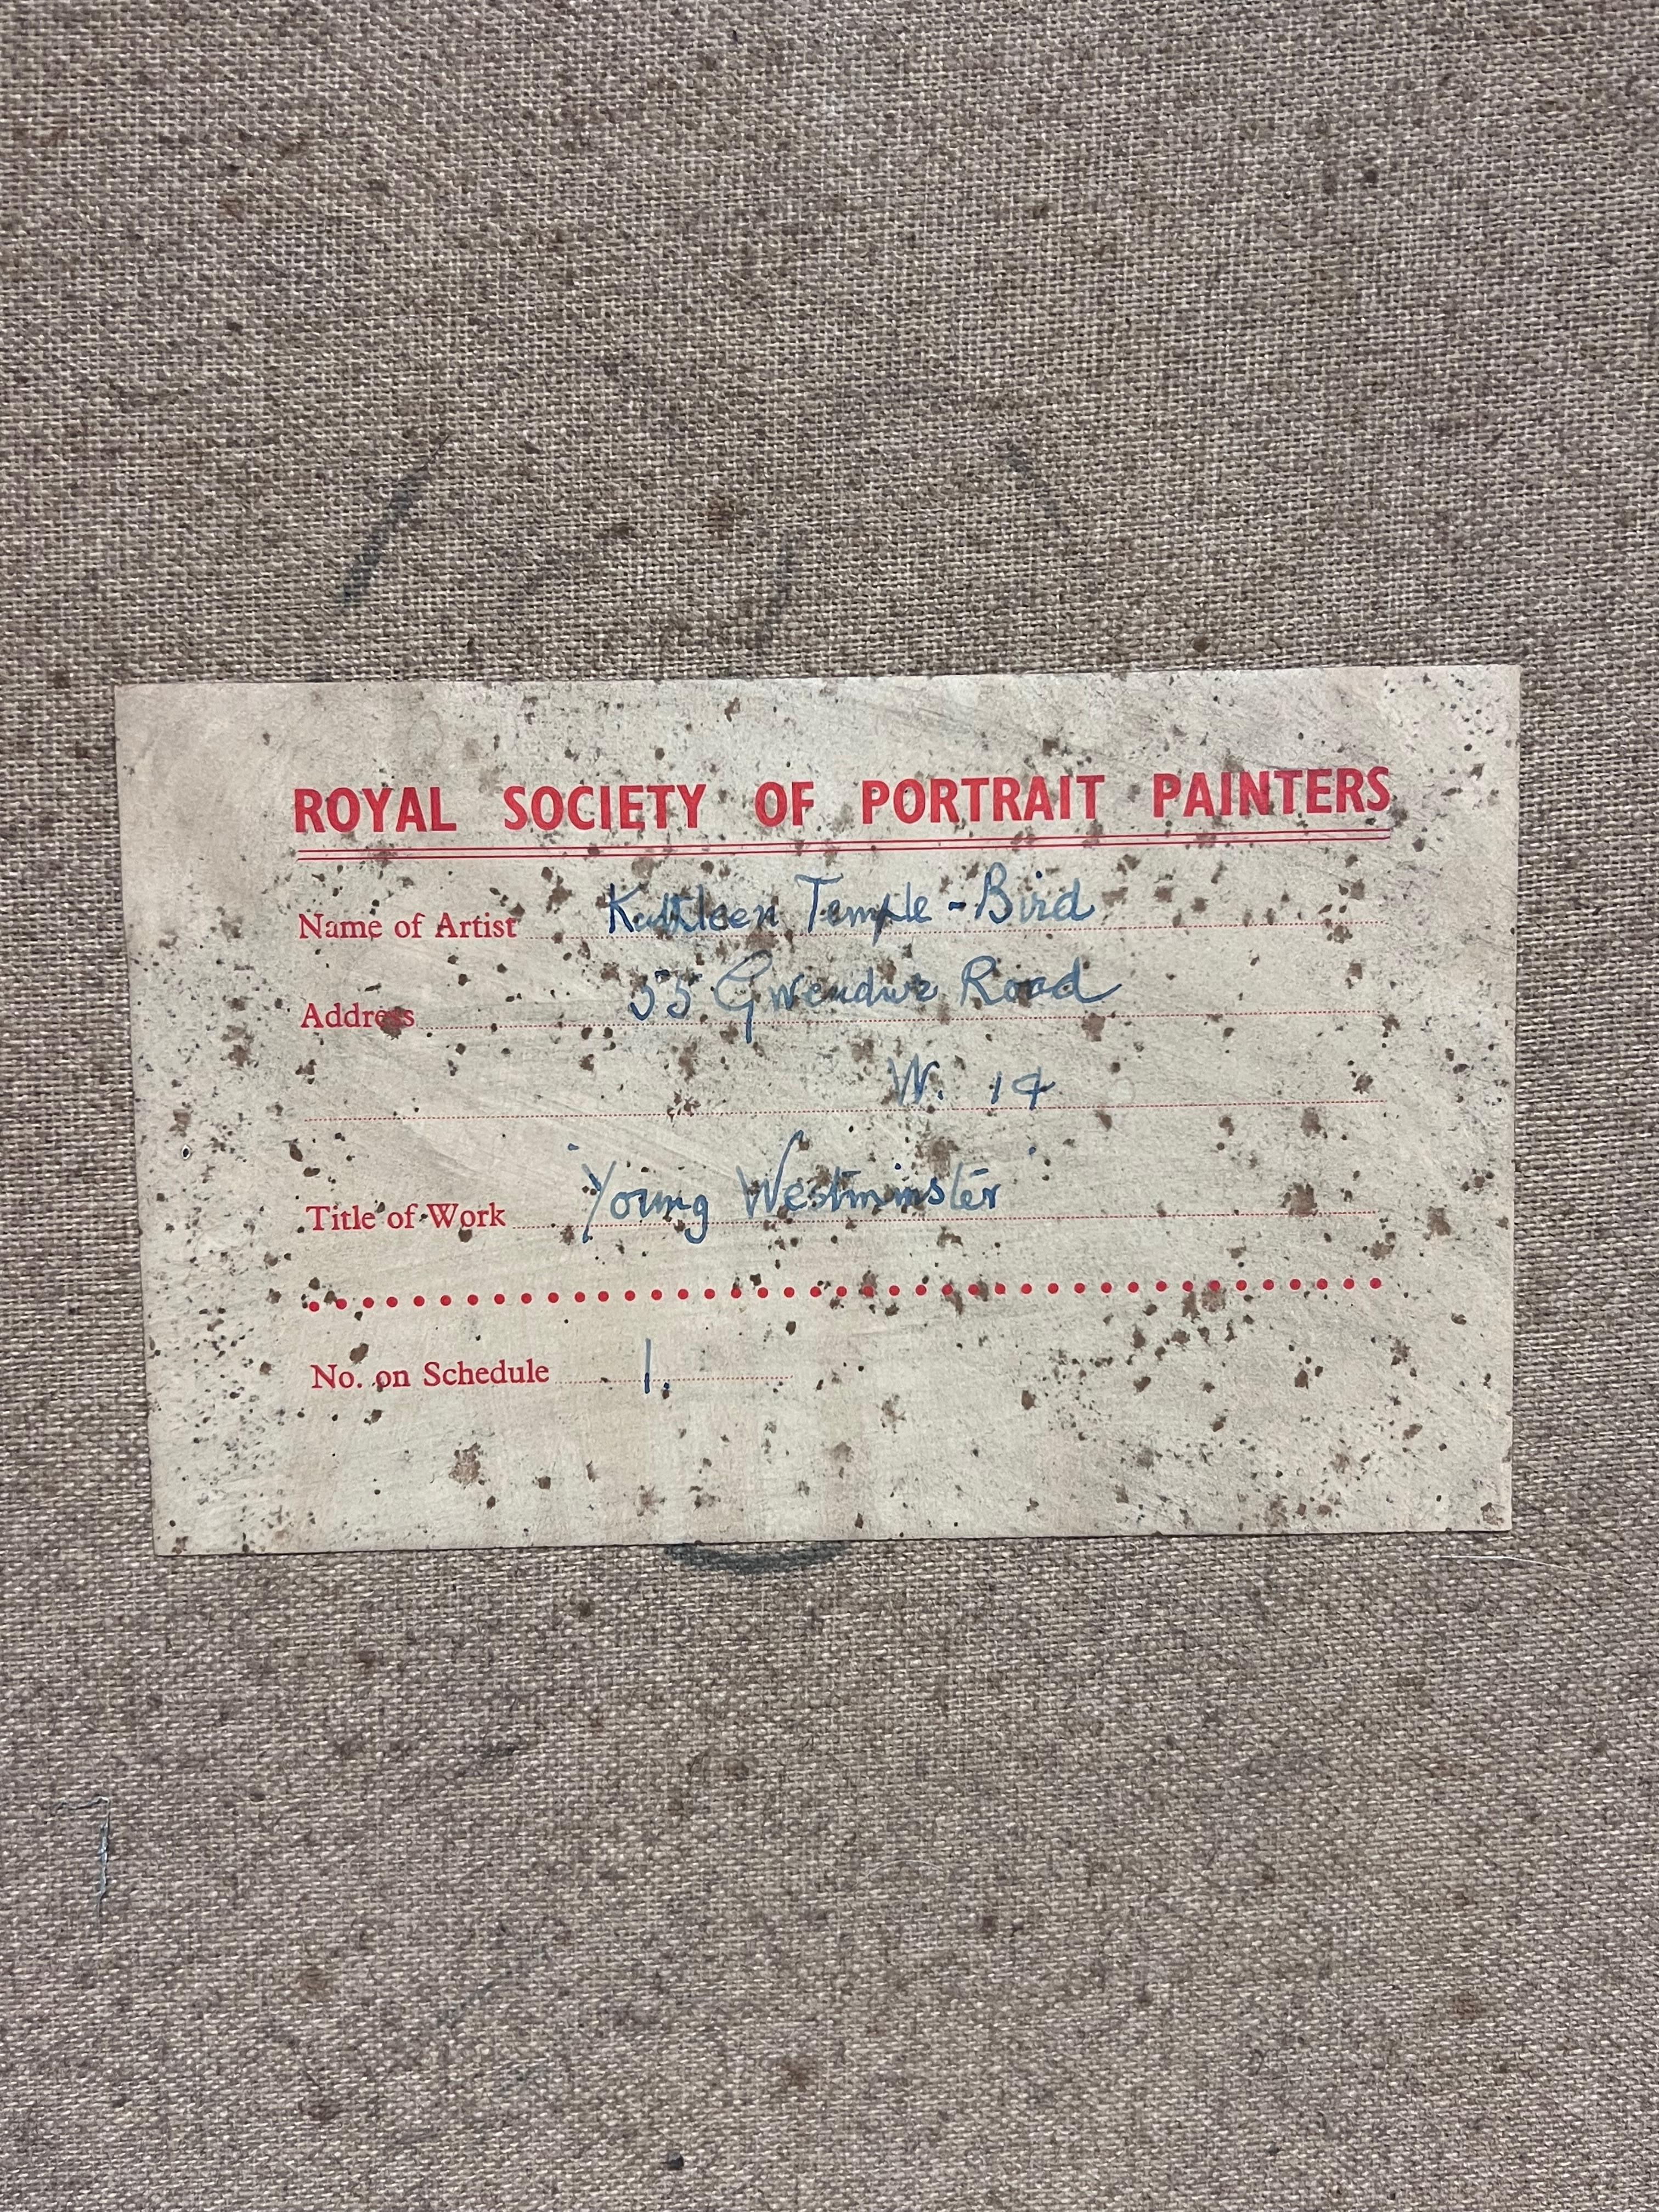 ROYAL SOCIETY OF PORTRAIT PAINTERS
Name of Artist Kathleen Temple-Bird
Address 55 Gwendwr Road
W. 14
Title of Work 'Young Westminster'
No. on Schedule 1.